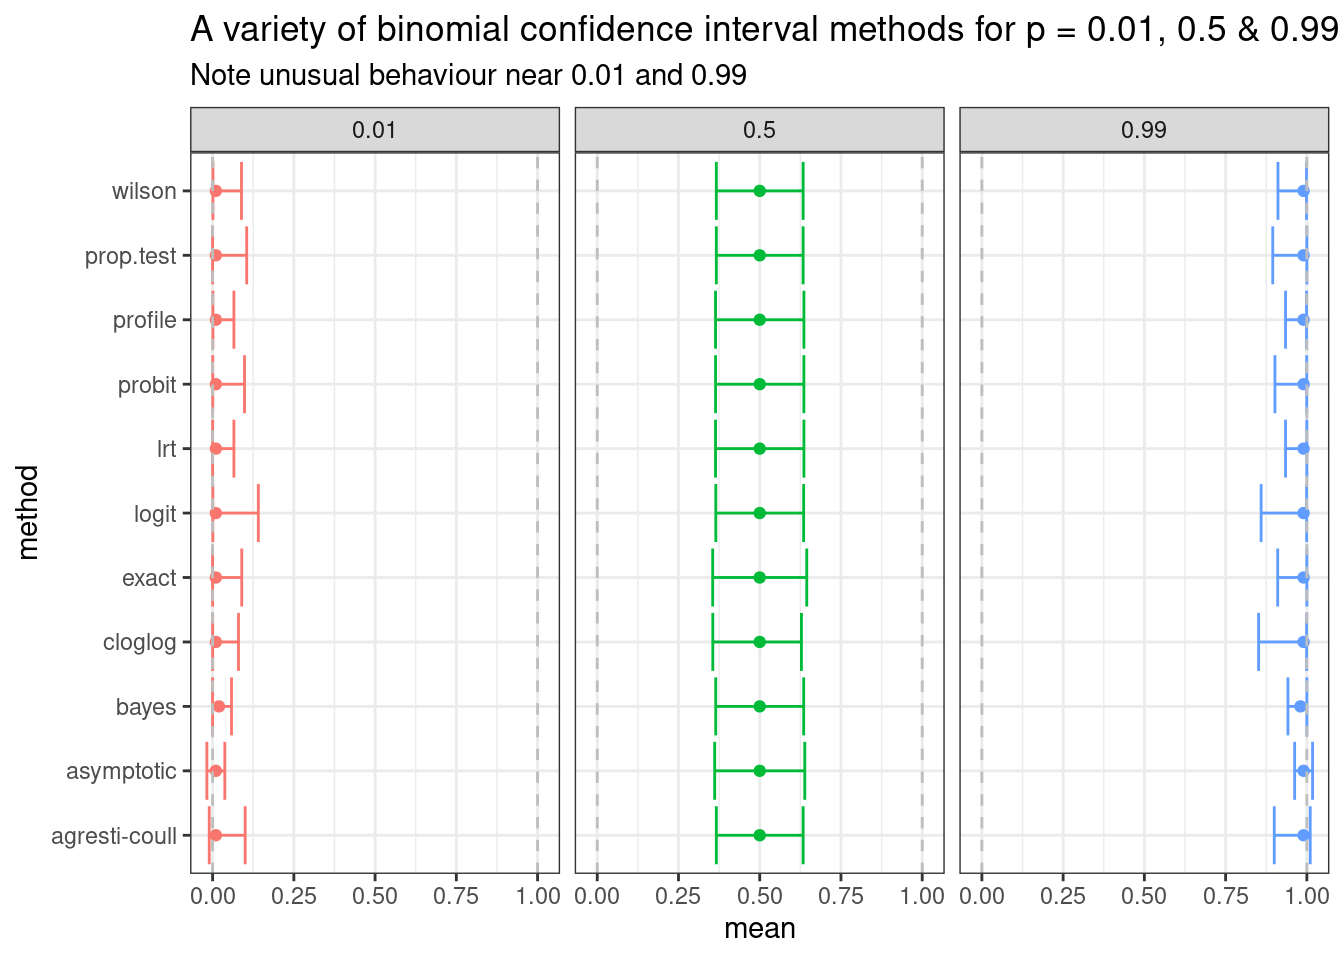 A variety of binomial confidence interval methods for p = 0.01, 0.5 & 0.99
Note unusual behaviour near 0.01 and 0.99
0.01 0.5 0.99
wilson
prop.test
profile
probit
lrt
logit
exact
cloglog
bayes
asymptotic
agresti-coull
method
0.00 0.25 0.50 0.75 1.00 0.00 0.25 0.50 0.75 1.00 0.00 0.25 0.50 0.75 1.00
mean